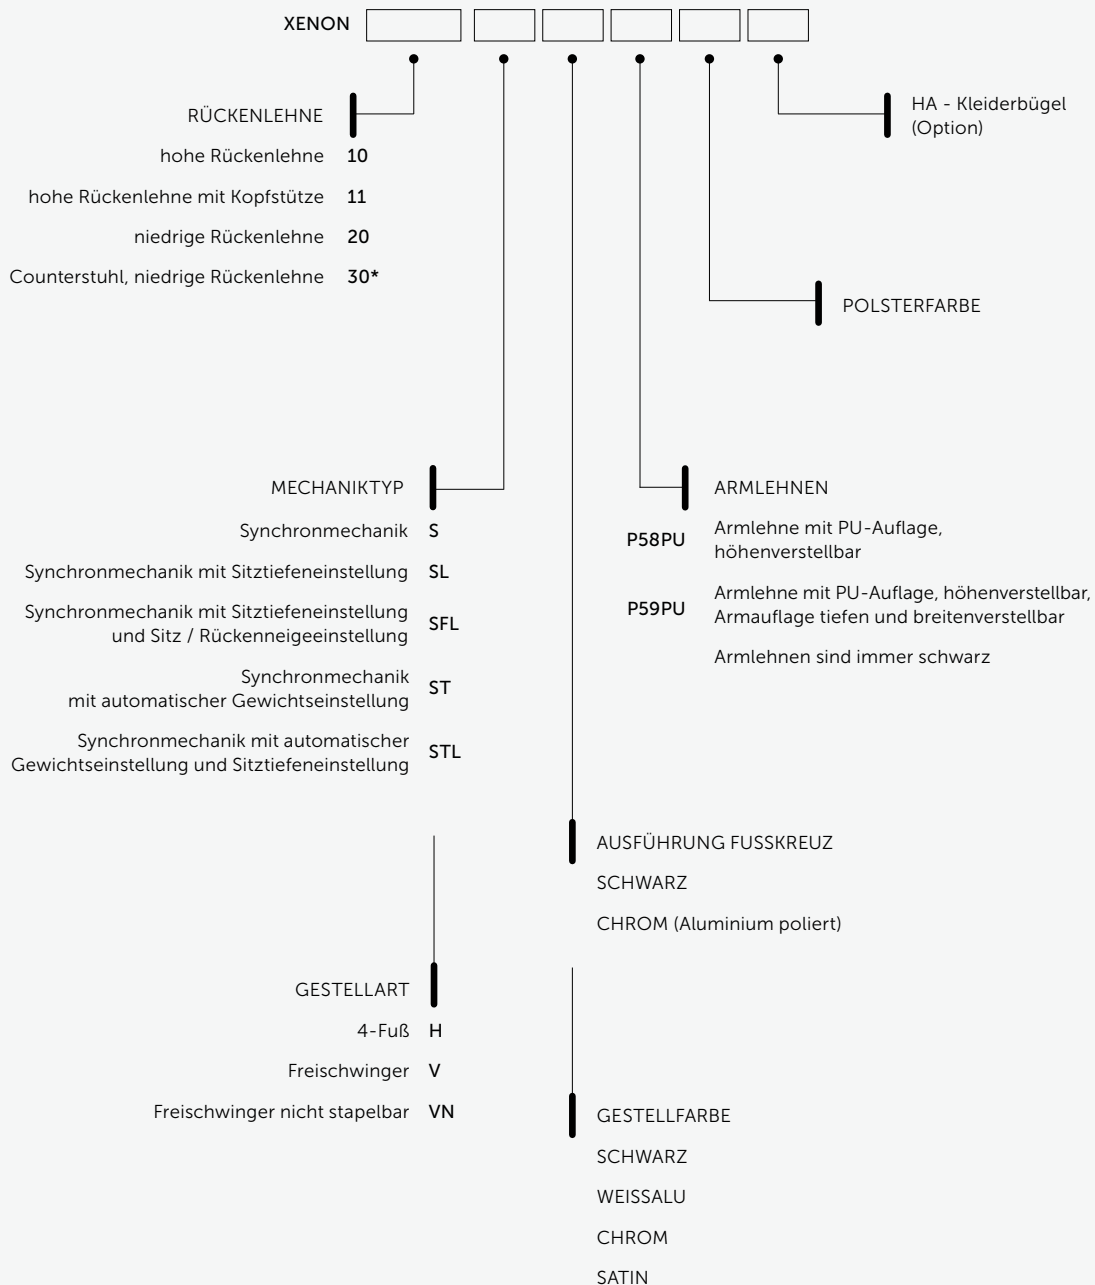 XENON
RÜCKENLEHNE
hohe Rückenlehne 10
hohe Rückenlehne mit Kopfstütze 11
niedrige Rückenlehne 20
Counterstuhl, niedrige Rückenlehne 30*
HA - Kleiderbügel
(Option)
POLSTERFARBE
MECHANIKTYP
Synchronmechanik S
Synchronmechanik mit Sitztiefeneinstellung SL
Synchronmechanik mit Sitztiefeneinstellung
und Sitz / Rückenneigeeinstellung SFL
Synchronmechanik
mit automatischer Gewichtseinstellung ST
Synchronmechanik mit automatischer
Gewichtseinstellung und Sitztiefeneinstellung STL
ARMLEHNEN
P58PU Armlehne mit PU-Auflage,
höhenverstellbar
P59PU Armlehne mit PU-Auflage, höhenverstellbar,
Armauflage tiefen und breitenverstellbar
Armlehnen sind immer schwarz
AUSFÜHRUNG FUSSKREUZ
SCHWARZ
CHROM (Aluminium poliert)
GESTELLART
4-Fuß H
Freischwinger V
Freischwinger nicht stapelbar VN
GESTELLFARBE
SCHWARZ
WEISSALU
CHROM
SATIN